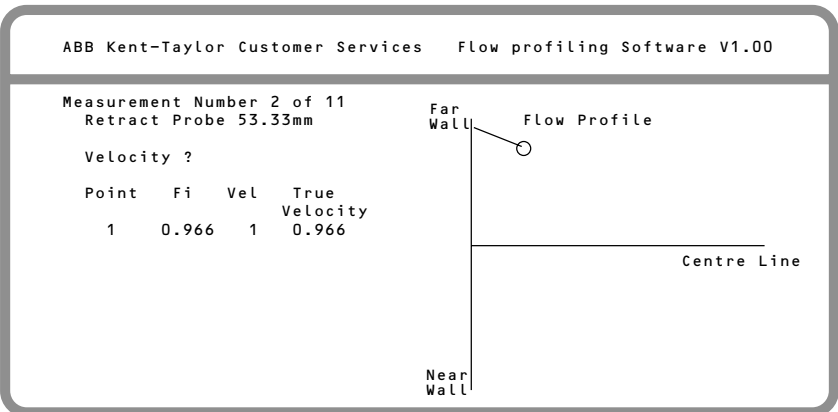 ABB Kent-Taylor Customer Services Flow profiling Software V1.00
Measurement Number 2 of 11
Retract Probe 53.33mm
Velocity ?
Point Fi Vel True
Velocity
1 0.966 1 0.966
Far
Wall
Flow Profile
Centre Line
Near
Wall